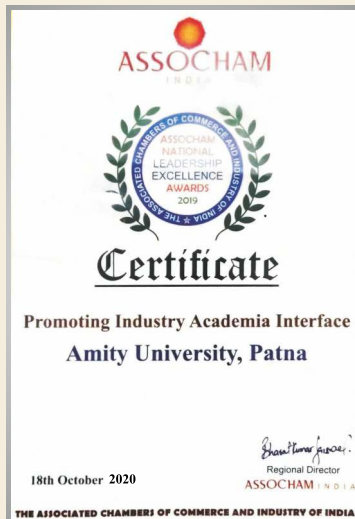 ASSOCHAM
INDIA
THE ASSOCIATED CHAMBERS OF COMMERCE AND INDUSTRY OF INDIA
ASSOCHAM
NATIONAL
LEADERSHIP
EXCELLENCE
AWARDS
2019
Certificate
Promoting Industry Academia Interface
Amity University, Patna
Regional Director
18th October 2020
ASSOCHAM INDIA
THE ASSOCIATED CHAMBERS OF COMMERCE AND INDUSTRY OF INDIA